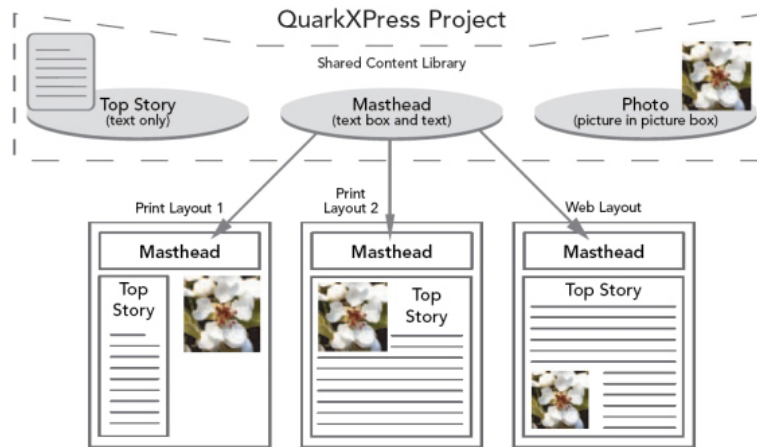 QuarkXPress Project
Shared Content Library
Top Story
(text only)
Masthead
(text box and text)
Photo
(picture in picture box)
Print Layout 1
Print
Layout 2
Web Layout
Masthead
Masthead
Masthead
Top
Story
Top
Story
Top Story